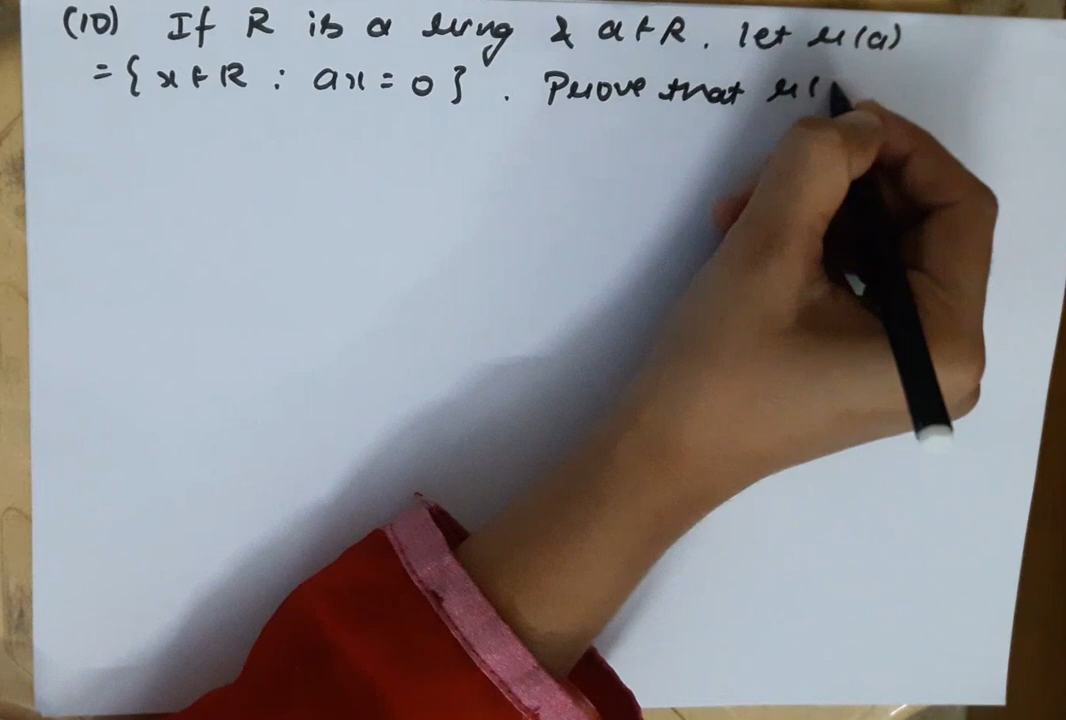 (10) If R is a ring & a ∈ R. let r(a)
= { x ∈ R : ax = 0 } . Prove that r(